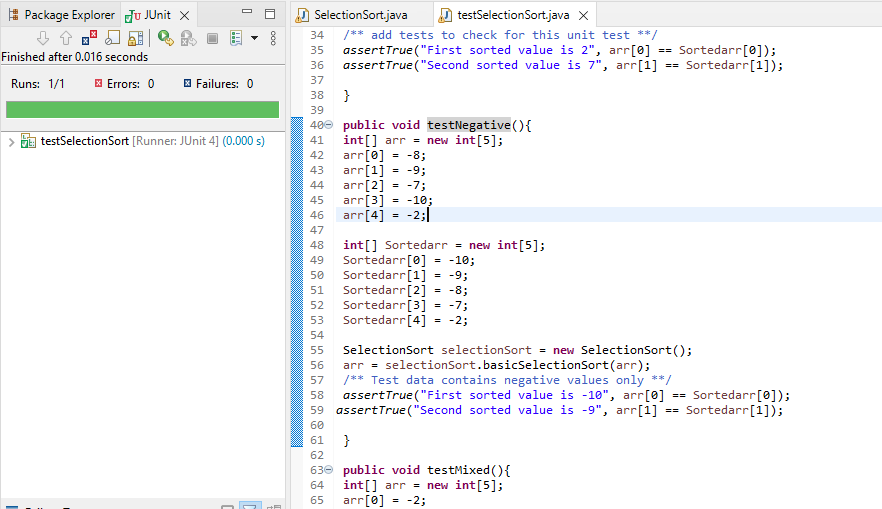 Package Explorer JUnit
Finished after 0.016 seconds
Runs: 1/1 Errors: 0 Failures: 0
testSelectionSort [Runner: JUnit 4] (0.000 s)
SelectionSort.java testSelectionSort.java
34 /** add tests to check for this unit test **/
35 assertTrue("First sorted value is 2", arr[0] == Sortedarr[0]);
36 assertTrue("Second sorted value is 7", arr[1] == Sortedarr[1]);
37
38 }
39
40 public void testNegative(){
41 int[] arr = new int[5];
42 arr[0] = -8;
43 arr[1] = -9;
44 arr[2] = -7;
45 arr[3] = -10;
46 arr[4] = -2;
47
48 int[] Sortedarr = new int[5];
49 Sortedarr[0] = -10;
50 Sortedarr[1] = -9;
51 Sortedarr[2] = -8;
52 Sortedarr[3] = -7;
53 Sortedarr[4] = -2;
54
55 SelectionSort selectionSort = new SelectionSort();
56 arr = selectionSort.basicSelectionSort(arr);
57 /** Test data contains negative values only **/
58 assertTrue("First sorted value is -10", arr[0] == Sortedarr[0]);
59 assertTrue("Second sorted value is -9", arr[1] == Sortedarr[1]);
60
61 }
62
63 public void testMixed(){
64 int[] arr = new int[5];
65 arr[0] = -2;